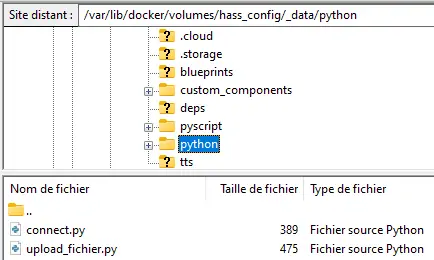 Site distant : /var/lib/docker/volumes/hass_config/_data/python
.cloud
.storage
blueprints
custom_components
deps
pyscript
python
tts
Nom de fichier Taille de fichier Type de fichier
..
connect.py 389 Fichier source Python
upload_fichier.py 475 Fichier source Python